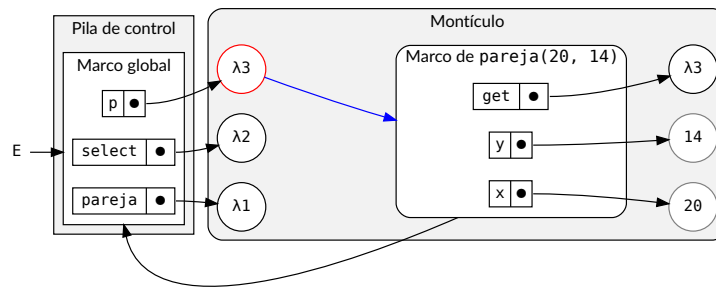 Pila de control
Montículo
Marco global
Marco de pareja(20, 14)
λ3
λ3
p
get
E
select
λ2
y
14
pareja
λ1
x
20